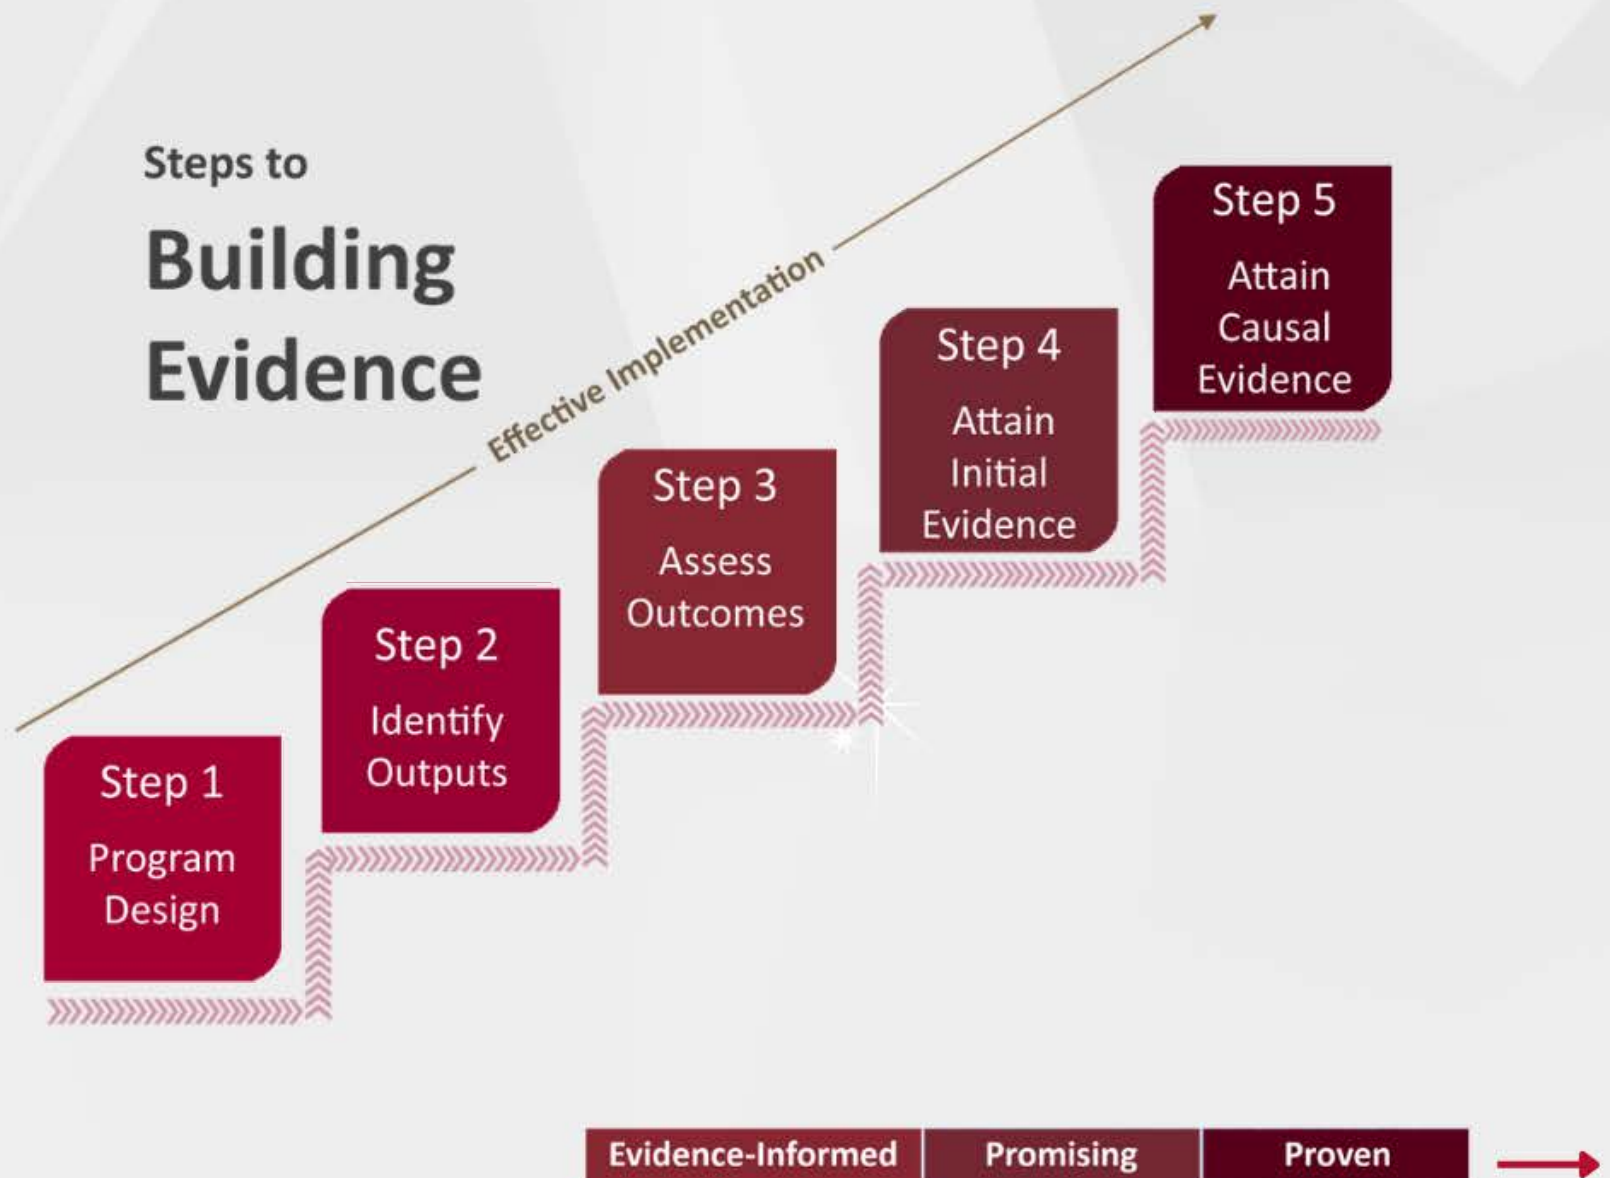 Steps to
Building
Evidence
Effective Implementation
Step 1
Program
Design
Step 2
Identify
Outputs
Step 3
Assess
Outcomes
Step 4
Attain
Initial
Evidence
Step 5
Attain
Causal
Evidence
Evidence-Informed
Promising
Proven